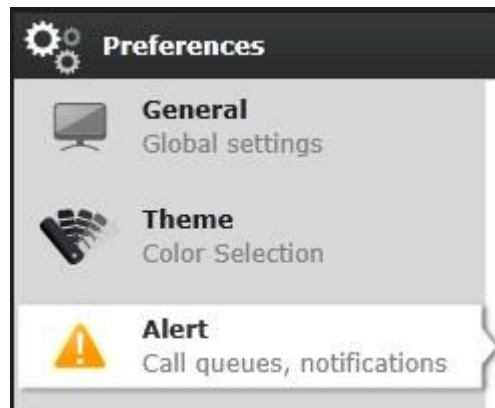 Preferences
General
Global settings
Theme
Color Selection
Alert
Call queues, notifications